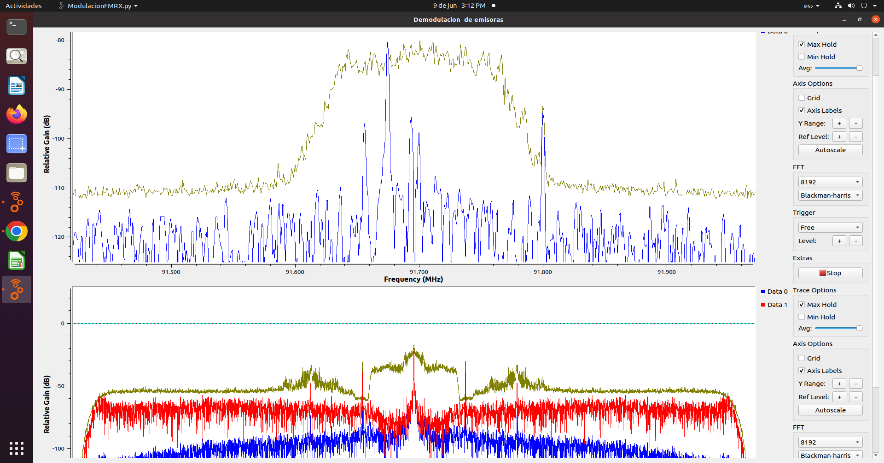 Actividades
ModulacionFMRX.py
9 de jun 3:12 PM
es2
Demodulacion de emisoras
-80
-90
-100
-110
-120
Relative Gain (dB)
91.500
91.600
91.700
91.800
91.900
Frequency (MHz)
Max Hold
Min Hold
Avg:
Axis Options
Grid
Axis Labels
Y Range:
+
-
Ref Level:
+
-
Autoscale
FFT
8192
Blackman-harris
Trigger
Free
Level:
+
-
Extras
Stop
0
-50
-100
Relative Gain (dB)
Data 0
Data 1
Trace Options
Max Hold
Min Hold
Avg:
Axis Options
Grid
Axis Labels
Y Range:
+
-
Ref Level:
+
-
Autoscale
FFT
8192
Blackman-harris